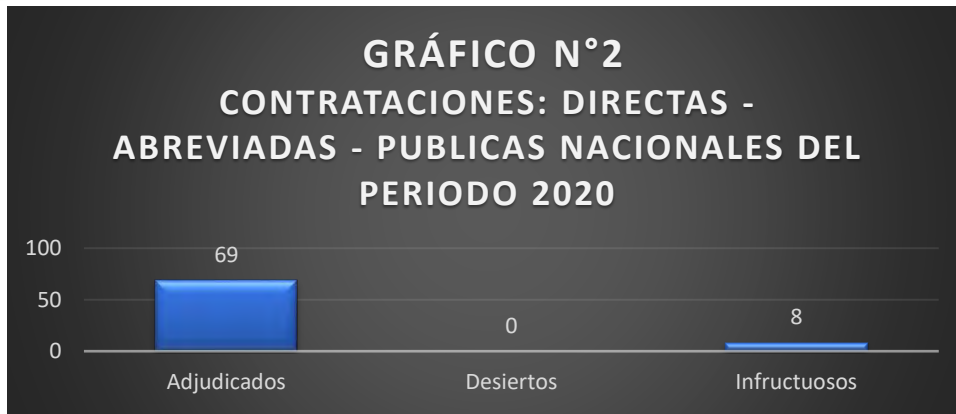 GRÁFICO N°2
CONTRATACIONES: DIRECTAS -
ABREVIADAS - PUBLICAS NACIONALES DEL
PERIODO 2020
100
69
50
0
8
0
Adjudicados
Desiertos
Infructuosos